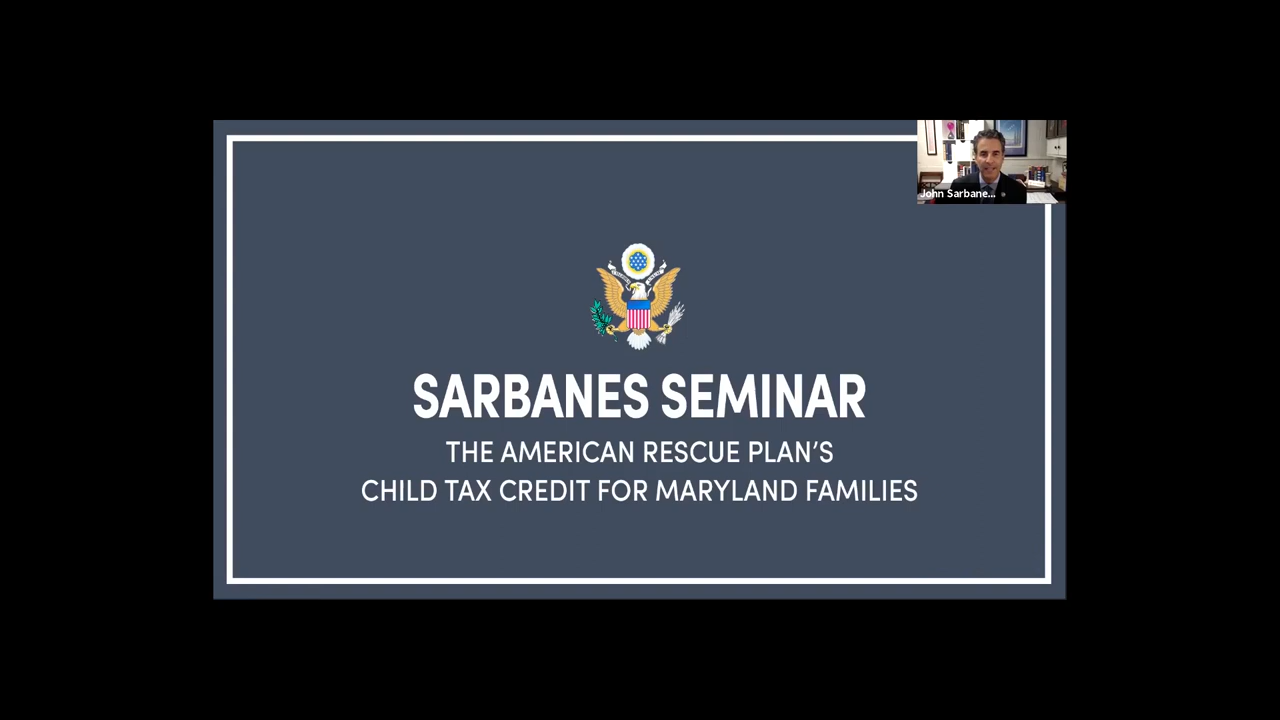 John Sarbane...
SARBANES SEMINAR
THE AMERICAN RESCUE PLAN’S
CHILD TAX CREDIT FOR MARYLAND FAMILIES